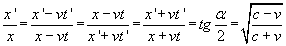 x'/x = (x'-vt')/(x-vt) = (x-vt)/(x'+vt') = (x'+vt')/(x+vt) = tg α/2 = √((c-v)/(c+v))